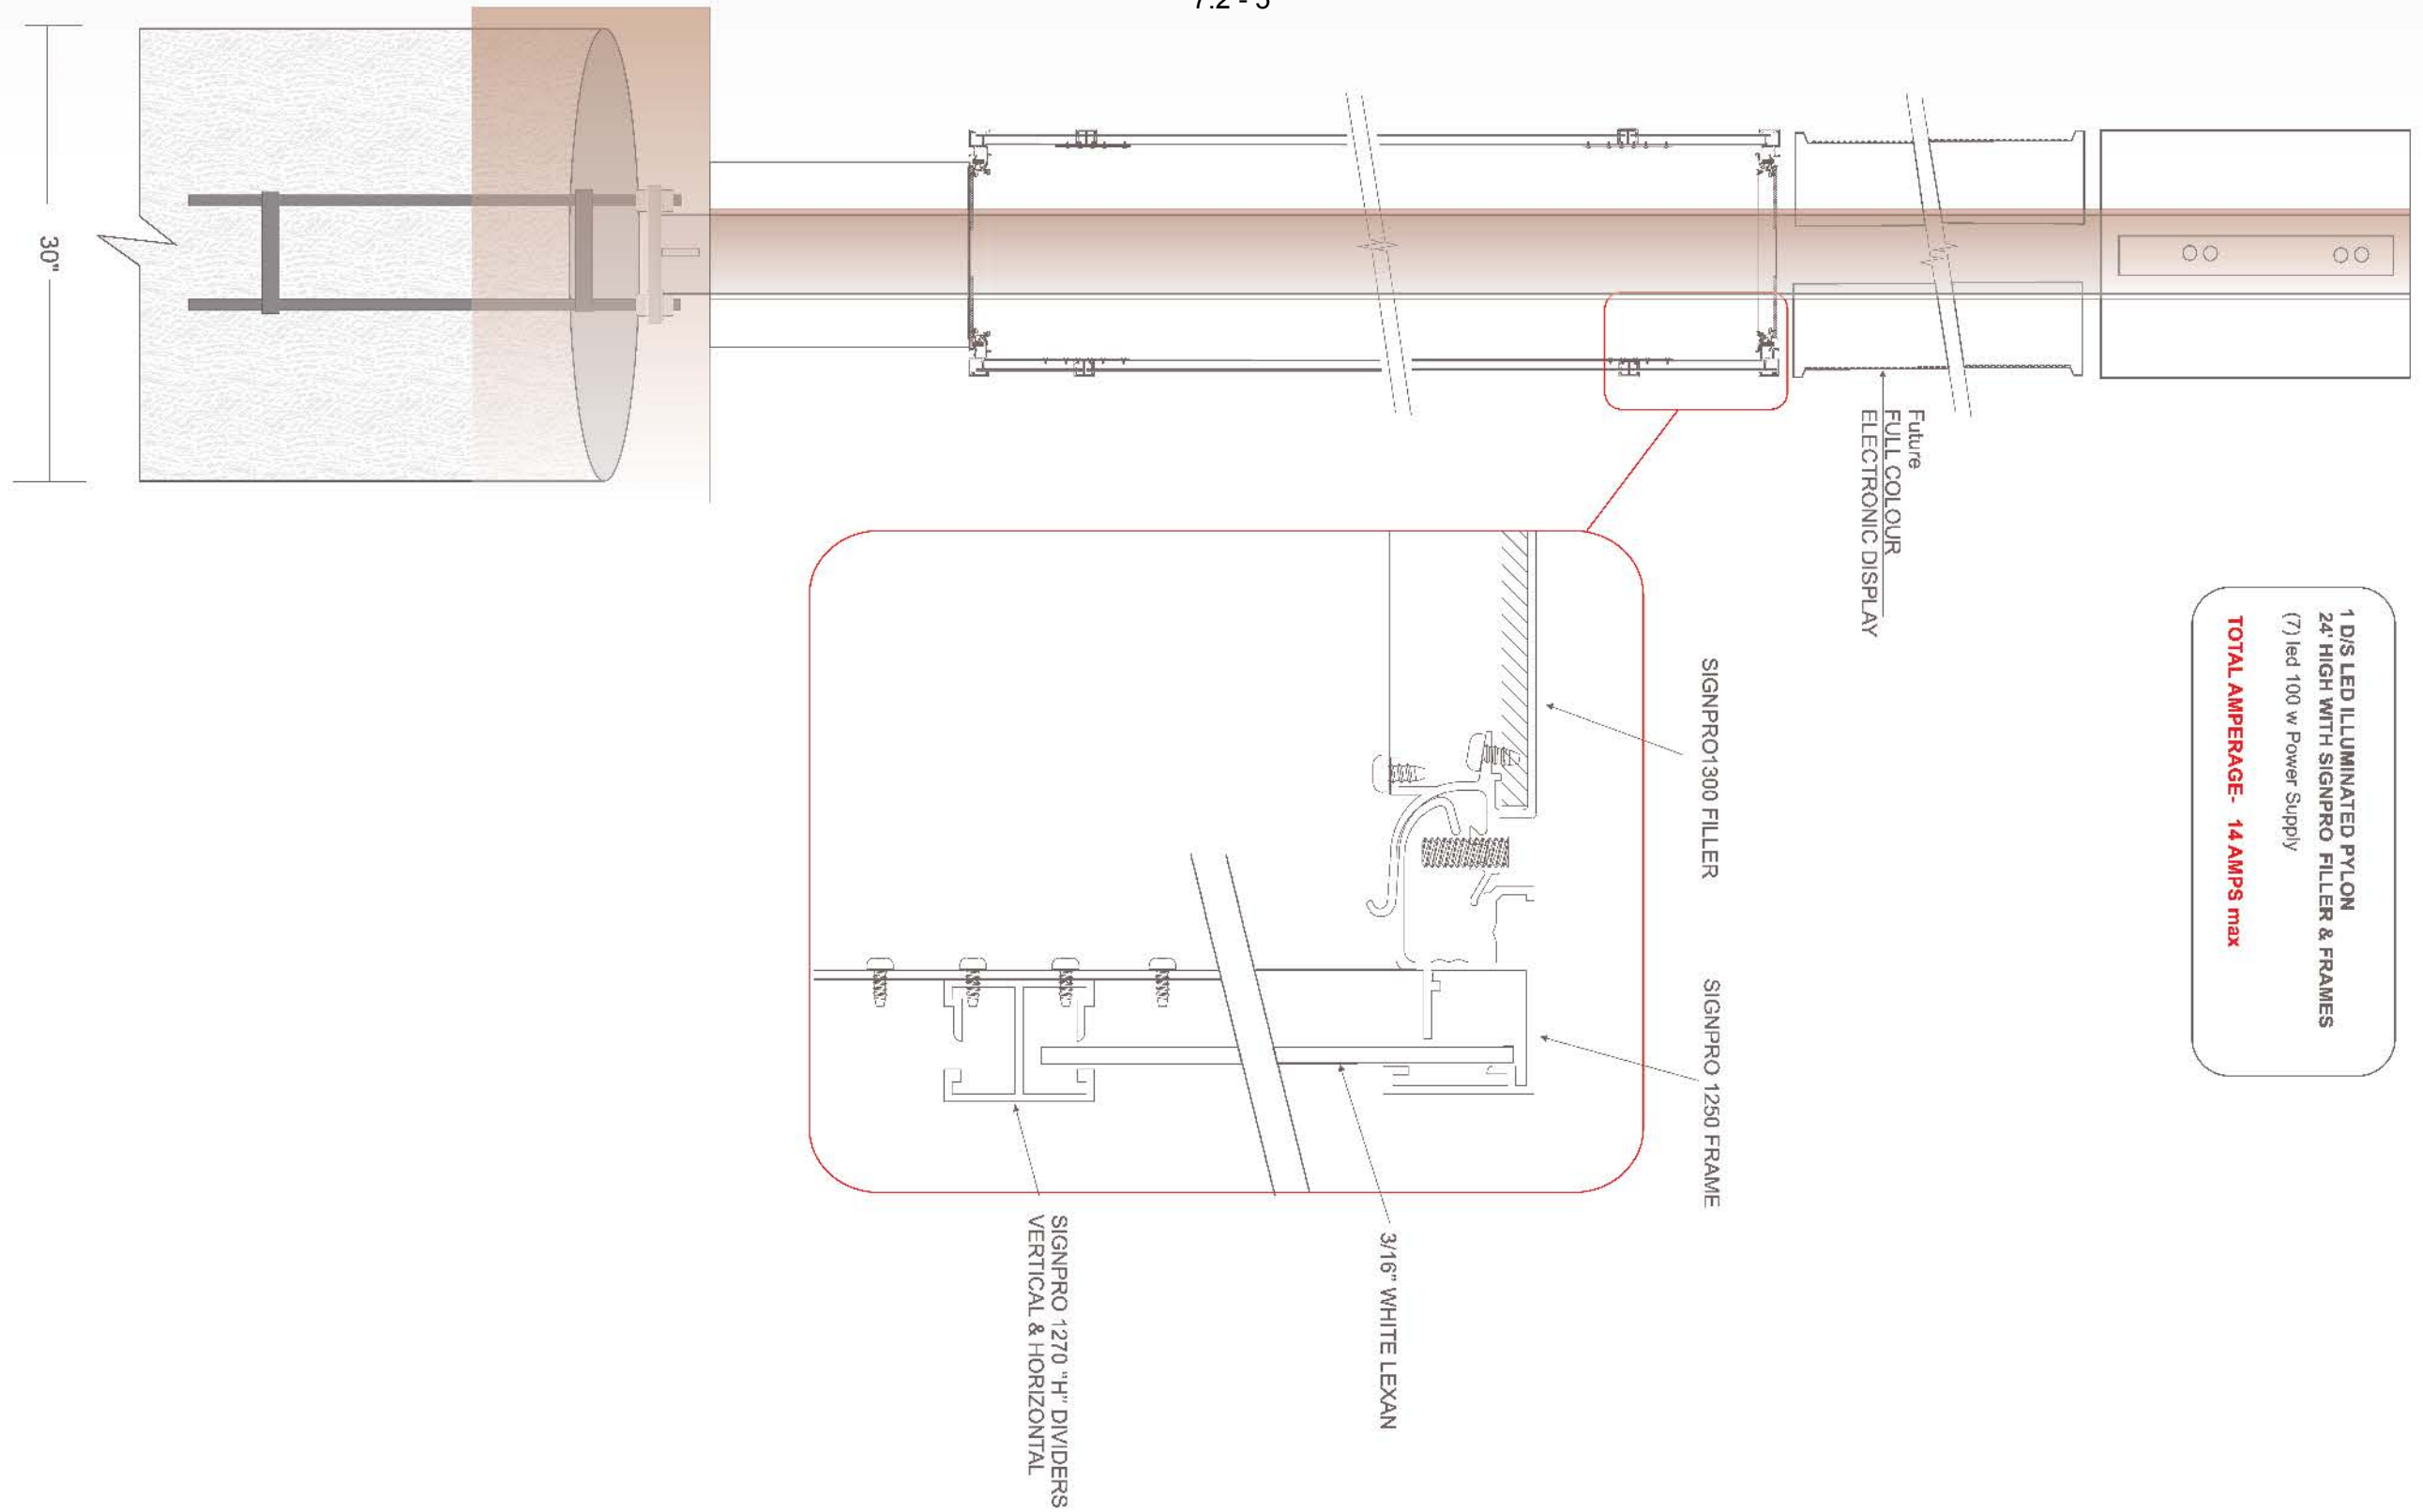 7.2 - 5
1 D/S LED ILLUMINATED PYLON
24' HIGH WITH SIGNPRO FILLER & FRAMES
(7) led 100 w Power Supply
TOTAL AMPERAGE- 14 AMPS max
Future
FULL COLOUR
ELECTRONIC DISPLAY
SIGNPRO1300 FILLER
SIGNPRO 1250 FRAME
3/16" WHITE LEXAN
SIGNPRO 1270 "H" DIVIDERS
VERTICAL & HORIZONTAL
30"